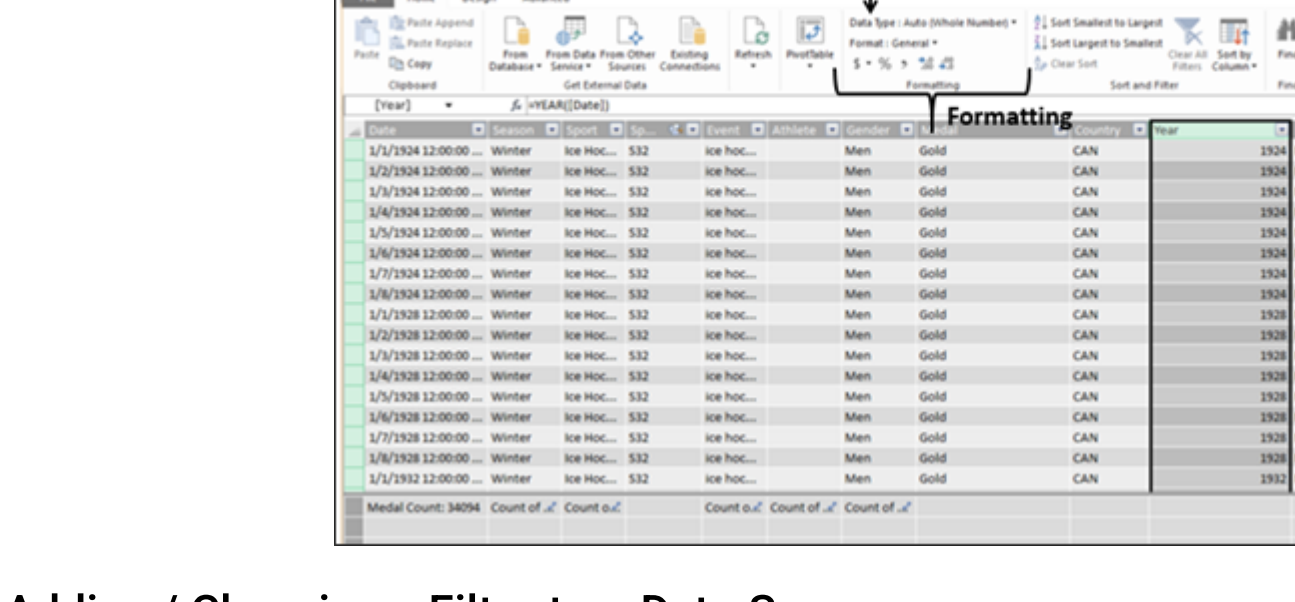 Paste Append
Paste Replace
Copy
Paste
Clipboard
From Database
From Data Service
From Other Sources
Existing Connections
Get External Data
Refresh
PivotTable
Data Type : Auto (Whole Number)
Format : General
$ % ,
Formatting
Sort Smallest to Largest
Sort Largest to Smallest
Clear Sort
Clear All Filters
Sort by Column
Sort and Filter
[Year] fx =YEAR([Date])
Formatting
Date Season Sport Sp... Event Athlete Gender Medal Country Year
1/1/1924 12:00:00 ... Winter Ice Hoc... 532 ice hoc... Men Gold CAN 1924
1/2/1924 12:00:00 ... Winter Ice Hoc... 532 ice hoc... Men Gold CAN 1924
1/3/1924 12:00:00 ... Winter Ice Hoc... 532 ice hoc... Men Gold CAN 1924
1/4/1924 12:00:00 ... Winter Ice Hoc... 532 ice hoc... Men Gold CAN 1924
1/5/1924 12:00:00 ... Winter Ice Hoc... 532 ice hoc... Men Gold CAN 1924
1/6/1924 12:00:00 ... Winter Ice Hoc... 532 ice hoc... Men Gold CAN 1924
1/7/1924 12:00:00 ... Winter Ice Hoc... 532 ice hoc... Men Gold CAN 1924
1/8/1924 12:00:00 ... Winter Ice Hoc... 532 ice hoc... Men Gold CAN 1924
1/1/1928 12:00:00 ... Winter Ice Hoc... 532 ice hoc... Men Gold CAN 1928
1/2/1928 12:00:00 ... Winter Ice Hoc... 532 ice hoc... Men Gold CAN 1928
1/3/1928 12:00:00 ... Winter Ice Hoc... 532 ice hoc... Men Gold CAN 1928
1/4/1928 12:00:00 ... Winter Ice Hoc... 532 ice hoc... Men Gold CAN 1928
1/5/1928 12:00:00 ... Winter Ice Hoc... 532 ice hoc... Men Gold CAN 1928
1/6/1928 12:00:00 ... Winter Ice Hoc... 532 ice hoc... Men Gold CAN 1928
1/7/1928 12:00:00 ... Winter Ice Hoc... 532 ice hoc... Men Gold CAN 1928
1/8/1928 12:00:00 ... Winter Ice Hoc... 532 ice hoc... Men Gold CAN 1928
1/1/1932 12:00:00 ... Winter Ice Hoc... 532 ice hoc... Men Gold CAN 1932
Medal Count: 34094 Count of ... Count o... Count o... Count of ... Count of ...